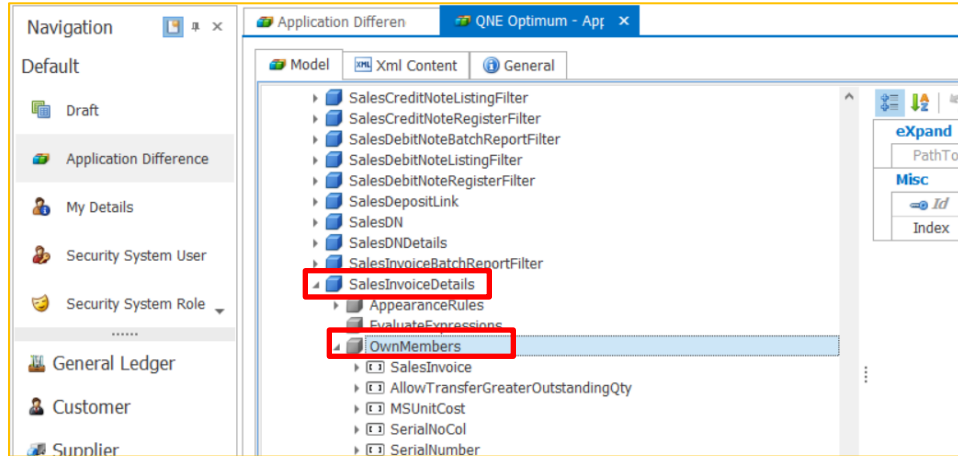 Navigation
Default
Draft
Application Difference
My Details
Security System User
Security System Role
General Ledger
Customer
Supplier
Application Differen
QNE Optimum - App
Model
Xml Content
General
SalesCreditNoteListingFilter
SalesCreditNoteRegisterFilter
SalesDebitNoteBatchReportFilter
SalesDebitNoteListingFilter
SalesDebitNoteRegisterFilter
SalesDepositLink
SalesDN
SalesDNDetails
SalesInvoiceBatchReportFilter
SalesInvoiceDetails
AppearanceRules
EvaluateExpressions
OwnMembers
SalesInvoice
AllowTransferGreaterOutstandingQty
MSUnitCost
SerialNoCol
SerialNumber
eXpand
PathTo
Misc
Id
Index